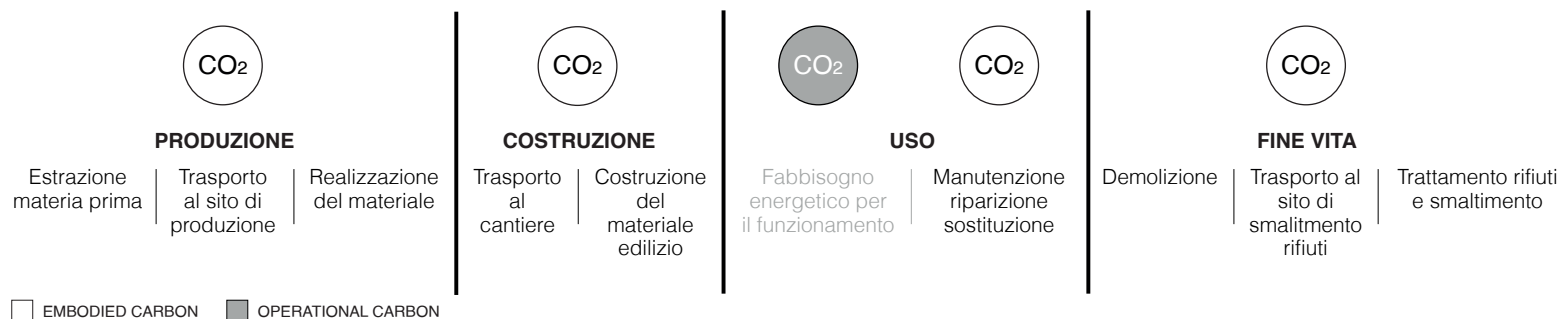 CO2
PRODUZIONE
Estrazione
materia prima
Trasporto
al sito di
produzione
Realizzazione
del materiale
CO2
COSTRUZIONE
Trasporto
al
cantiere
Costruzione
del
materiale
edilizio
CO2
CO2
USO
Fabbisogno
energetico per
il funzionamento
Manutenzione
riparizione
sostituzione
CO2
FINE VITA
Demolizione
Trasporto al
sito di
smalitmento
rifiuti
Trattamento rifiuti
e smaltimento
EMBODIED CARBON
OPERATIONAL CARBON